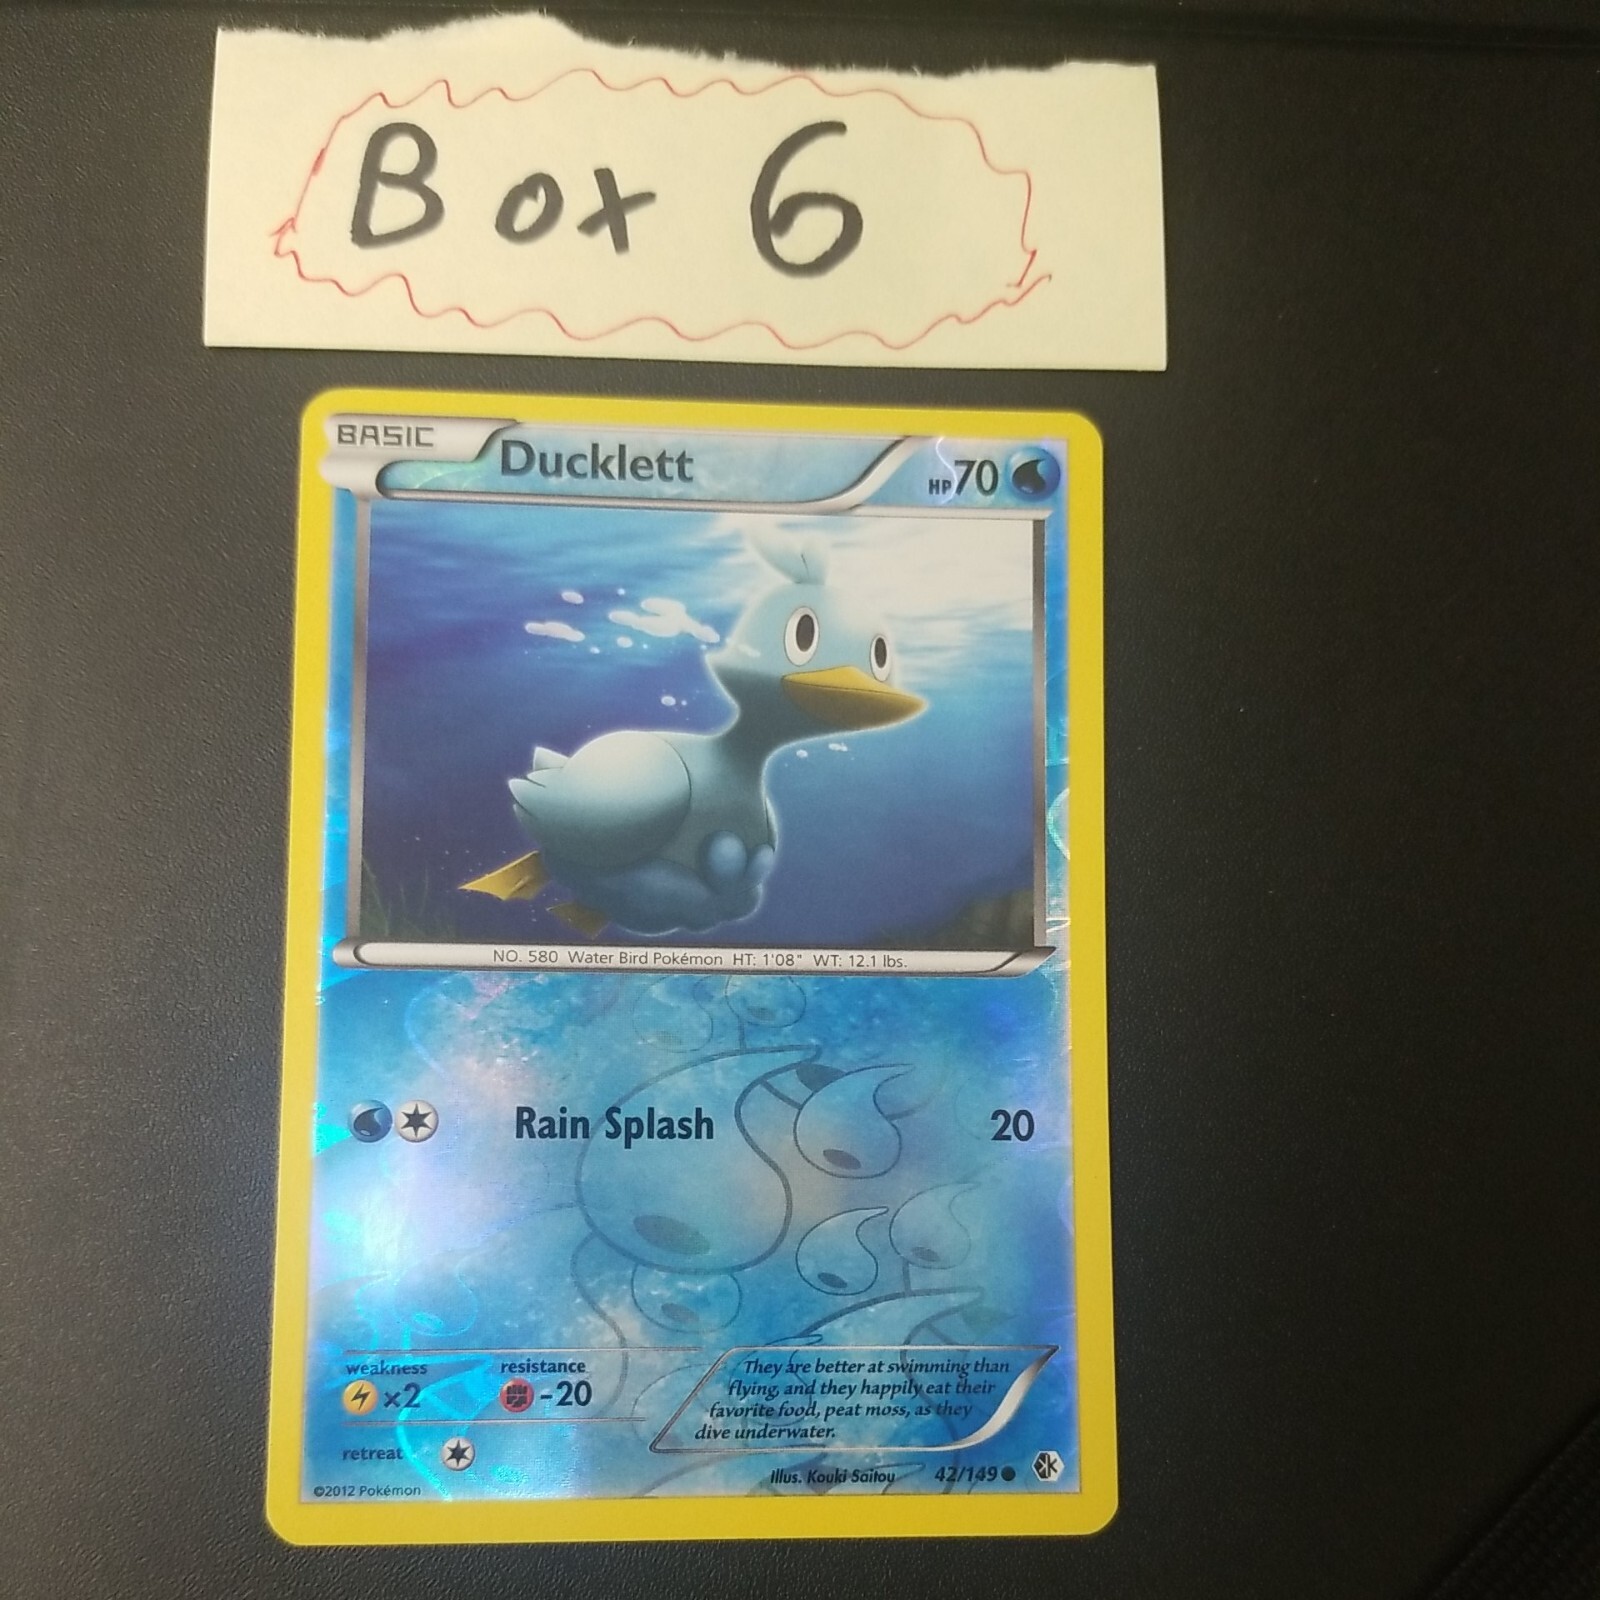 Box 6
BASIC
Ducklett
HP70
NO. 580 Water Bird Pokémon HT: 1'08" WT: 12.1 lbs.
Rain Splash 20
weakness resistance
×2 -20
They are better at swimming than
flying, and they happily eat their
favorite food, peat moss, as they
dive underwater.
retreat
Illus. Kouki Saitou 42/149
©2012 Pokémon